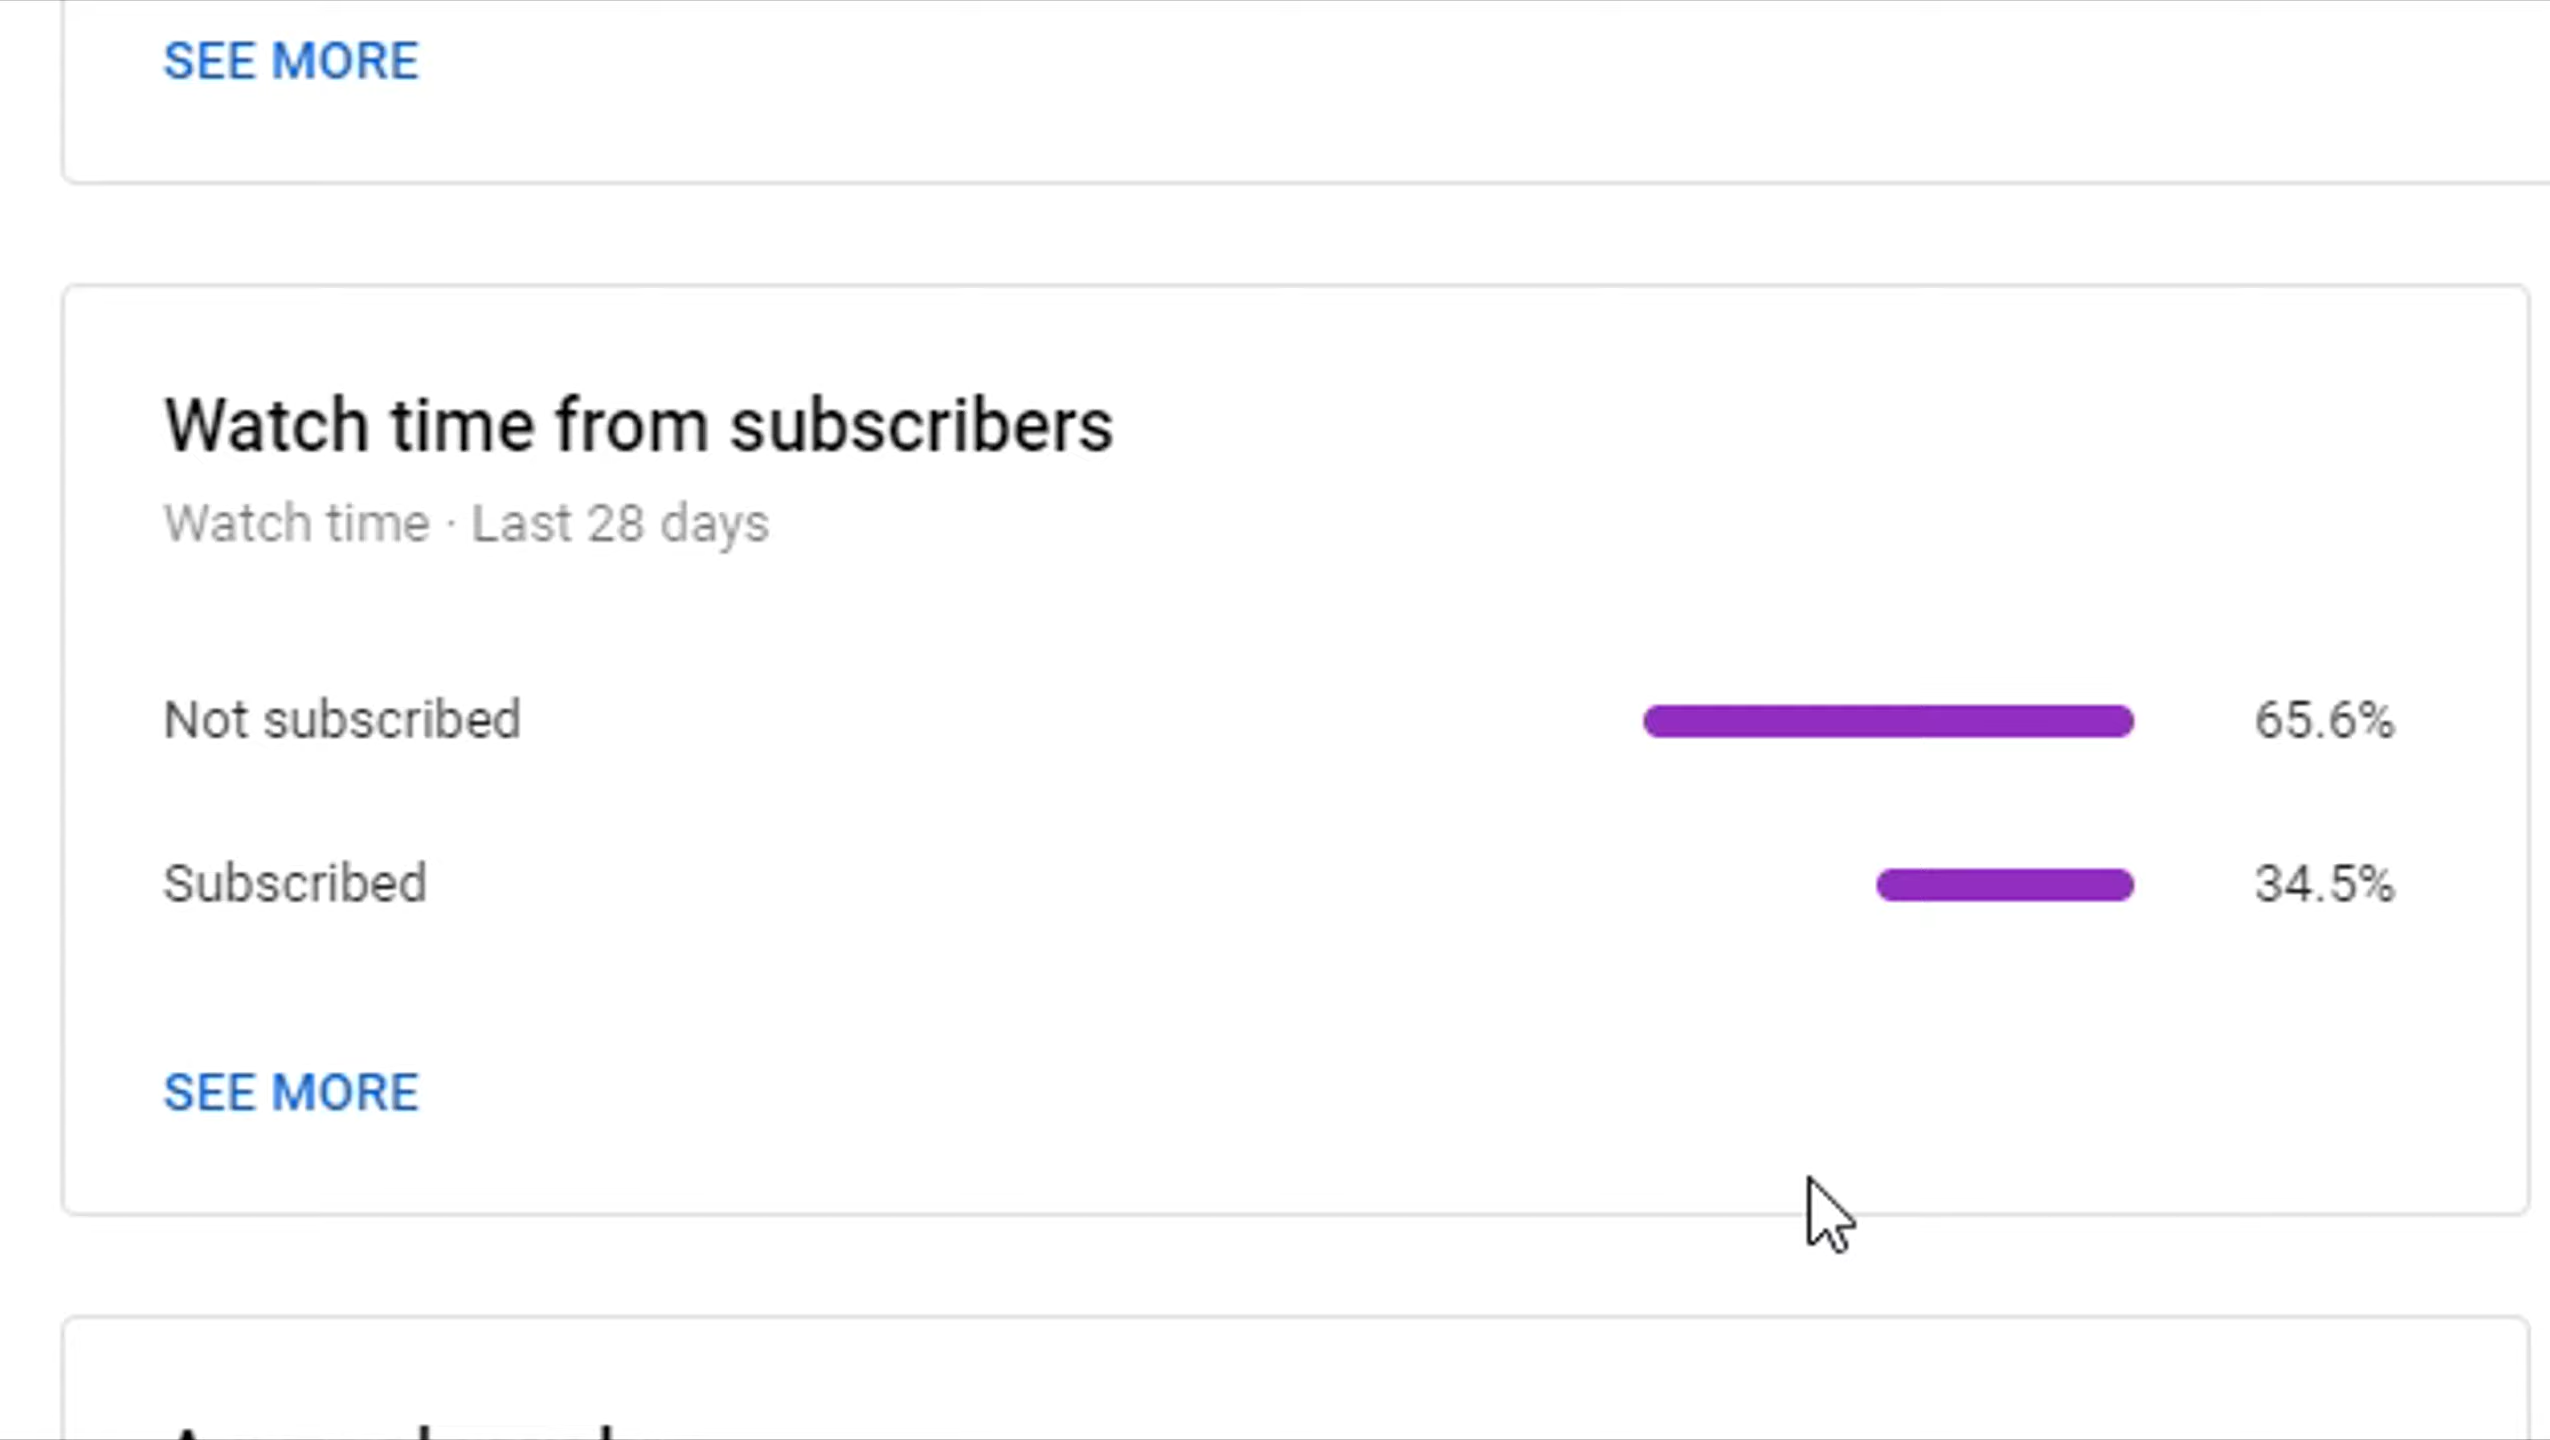 SEE MORE
Watch time from subscribers
Watch time · Last 28 days
Not subscribed 65.6%
Subscribed 34.5%
SEE MORE